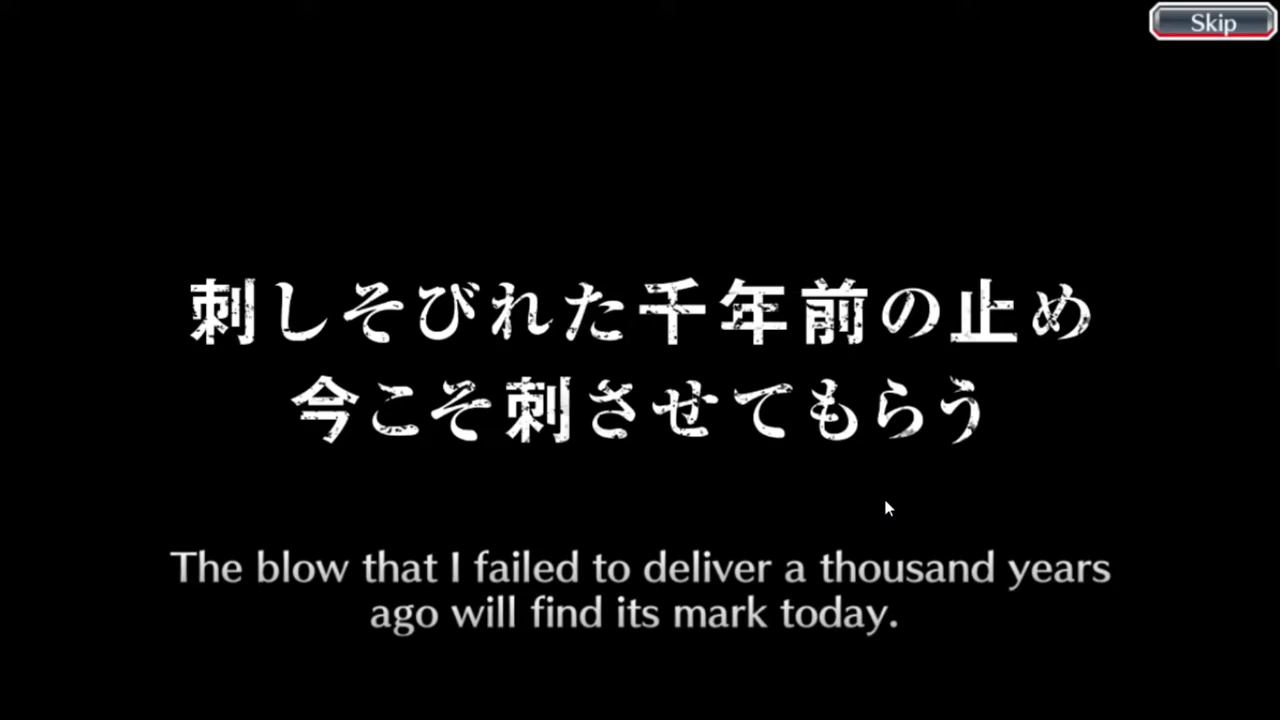 Skip
刺しそびれた千年前の止め
今こそ刺させてもらう
The blow that I failed to deliver a thousand years
ago will find its mark today.